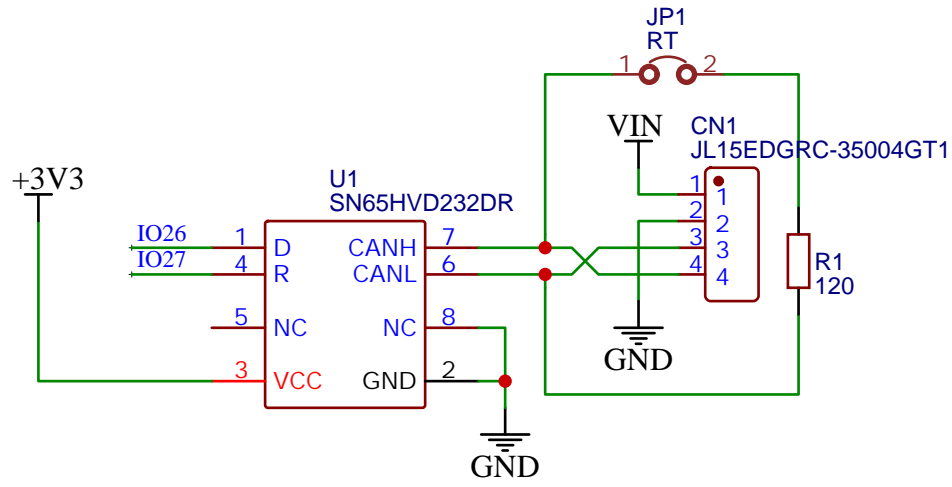 JP1
RT
1 2
VIN
CN1
JL15EDGRC-35004GT1
+3V3
U1
SN65HVD232DR
1 1
2 2
3 3
4 4
IO26 1 D CANH 7
IO27 4 R CANL 6
5 NC NC 8
3 VCC GND 2
R1
120
GND
GND